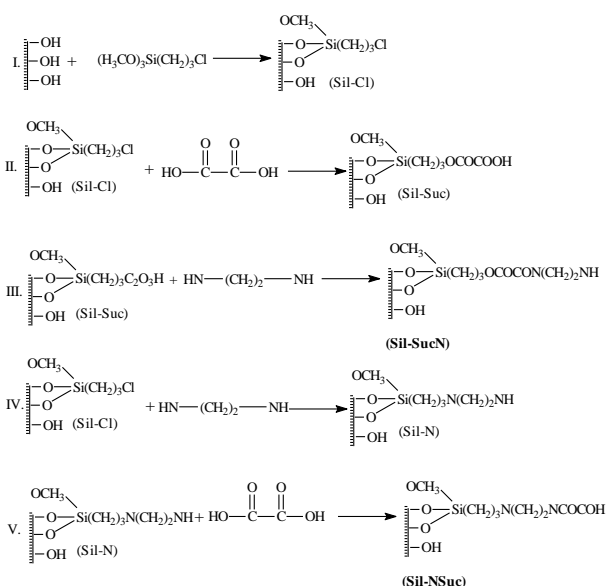 OCH₃
OH
O
Si(CH₂)₃Cl
I.
OH + (H₃CO)₃Si(CH₂)₃Cl
O
OH
OH (Sil-Cl)
OCH₃
O O
O
Si(CH₂)₃Cl
OCH₃
II.
O
+ HO C C OH
O
Si(CH₂)₃OCOCOOH
OH (Sil-Cl)
O
OH (Sil-Suc)
OCH₃
OCH₃
O
Si(CH₂)₃C₂O₃H + HN (CH₂)₂ NH
O
Si(CH₂)₃OCOCON(CH₂)₂NH
III.
O
O
OH (Sil-Suc)
OH
(Sil-SucN)
OCH₃
OCH₃
O
Si(CH₂)₃Cl
IV.
O
+ HN (CH₂)₂ NH
O
Si(CH₂)₃N(CH₂)₂NH
OH (Sil-Cl)
O
OH (Sil-N)
OCH₃
O O
OCH₃
O
Si(CH₂)₃N(CH₂)₂NH + HO C C OH
O
Si(CH₂)₃N(CH₂)₂NCOCOH
V.
O
O
OH (Sil-N)
OH
(Sil-NSuc)